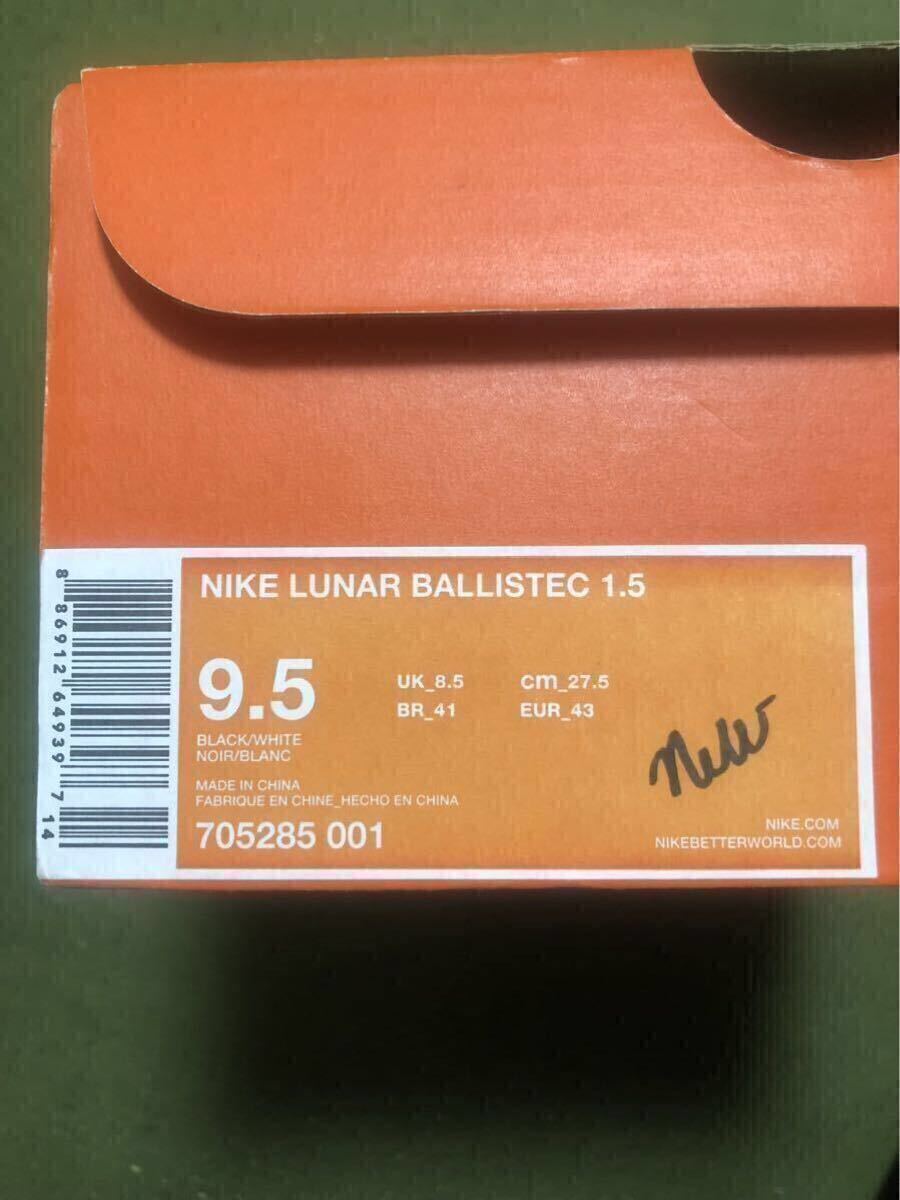 NIKE LUNAR BALLISTEC 1.5
9.5
UK_8.5 cm_27.5
BR_41 EUR_43
BLACK/WHITE
NOIR/BLANC
MADE IN CHINA
FABRIQUE EN CHINE_HECHO EN CHINA
705285 001
New
NIKE.COM
NIKEBETTERWORLD.COM
8 86912 64939 7 14